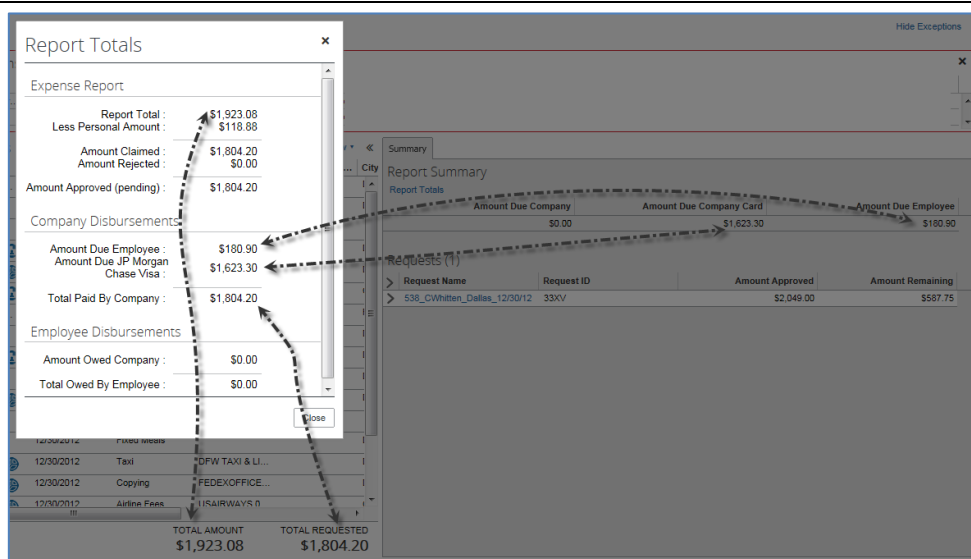 Hide Exceptions
Report Totals
×
Expense Report
Report Total : $1,923.08
Less Personal Amount : $118.88
Amount Claimed : $1,804.20
Amount Rejected : $0.00
Amount Approved (pending) : $1,804.20
Company Disbursements
Amount Due Employee : $180.90
Amount Due JP Morgan
Chase Visa : $1,623.30
Total Paid By Company : $1,804.20
Employee Disbursements
Amount Owed Company : $0.00
Total Owed By Employee : $0.00
Close
... City
Summary
Report Summary
Report Totals
Amount Due Company Amount Due Company Card Amount Due Employee
$0.00 $1,623.30 $180.90
Requests (1)
Request Name Request ID Amount Approved Amount Remaining
538_CWhitten_Dallas_12/30/12 33XV $2,049.00 $587.75
12/30/2012 Fixed Meals
12/30/2012 Taxi DFW TAXI & LI...
12/30/2012 Copying FEDEXOFFICE...
12/30/2012 Airline Fees USAIRWAYS 0
TOTAL AMOUNT TOTAL REQUESTED
$1,923.08 $1,804.20